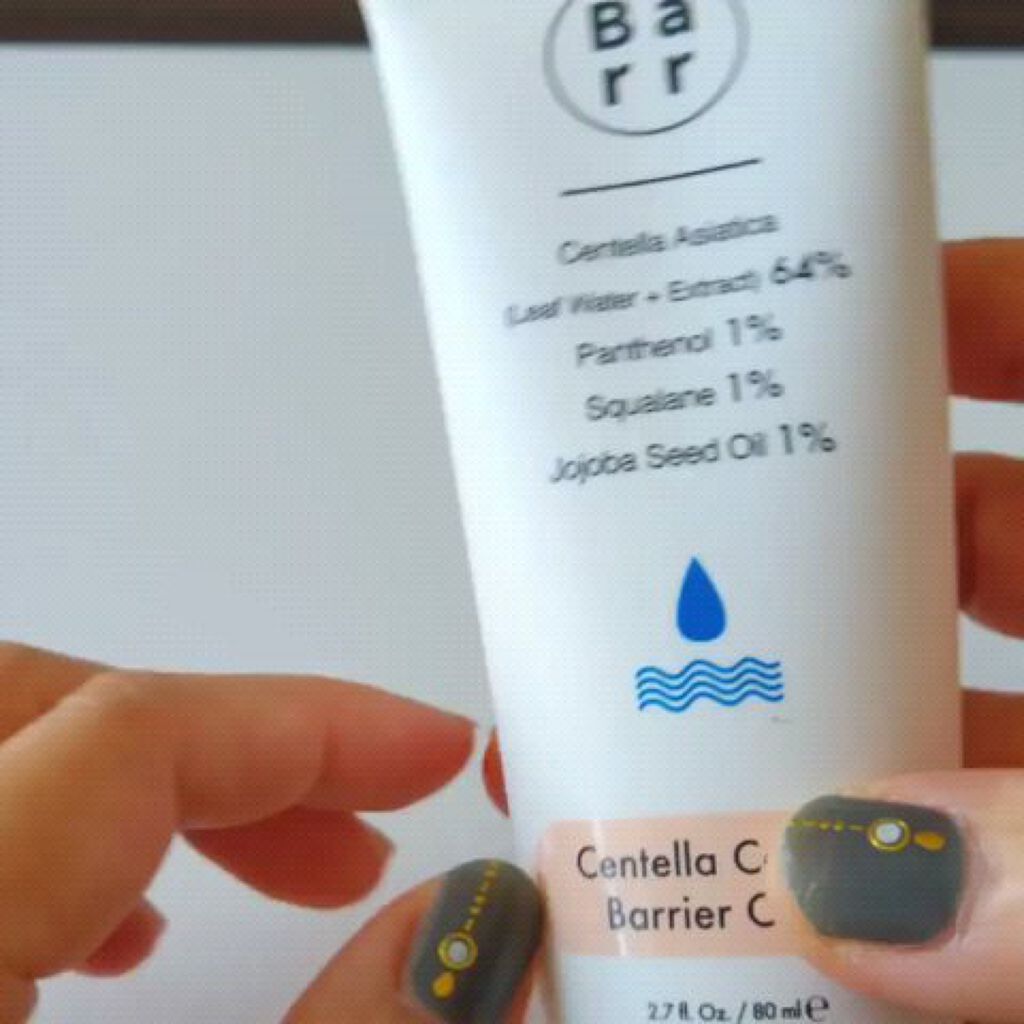 Ba
rr
Centella Asiatica
(Leaf Water + Extract) 64%
Panthenol 1%
Squalane 1%
Jojoba Seed Oil 1%
Centella C
Barrier C
2.7 fl. Oz. / 80 ml ℮